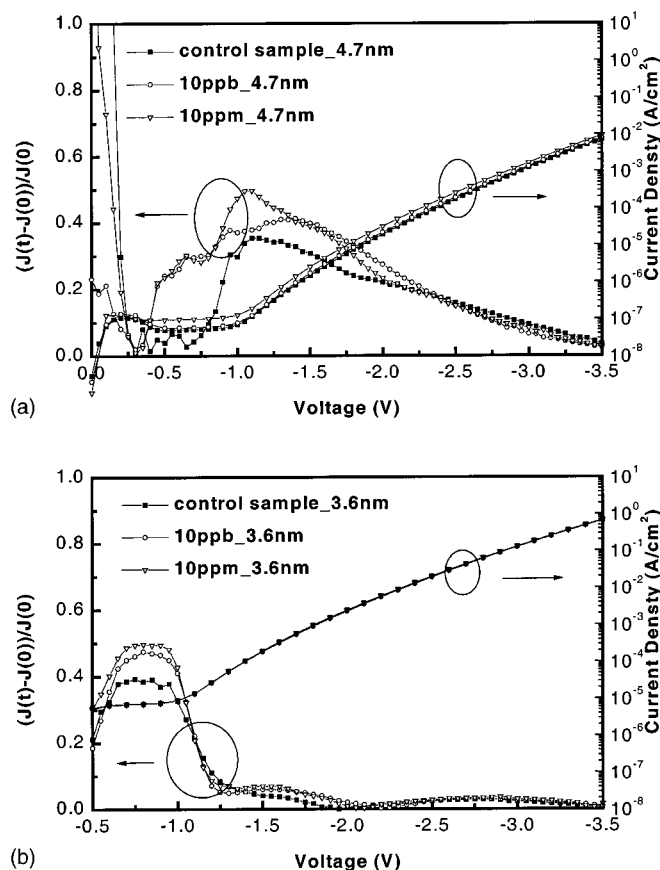 1.0
0.8
0.6
0.4
0.2
0.0
(J(t)-J(0))/J(0)
control sample_4.7nm
10ppb_4.7nm
10ppm_4.7nm
10^1
10^0
10^-1
10^-2
10^-3
10^-4
10^-5
10^-6
10^-7
10^-8
Current Density (A/cm²)
0.0 -0.5 -1.0 -1.5 -2.0 -2.5 -3.0 -3.5
Voltage (V)
(a)
1.0
0.8
0.6
0.4
0.2
0.0
(J(t)-J(0))/J(0)
control sample_3.6nm
10ppb_3.6nm
10ppm_3.6nm
10^1
10^0
10^-1
10^-2
10^-3
10^-4
10^-5
10^-6
10^-7
10^-8
Current Densty (A/cm²)
-0.5 -1.0 -1.5 -2.0 -2.5 -3.0 -3.5
Voltage (V)
(b)